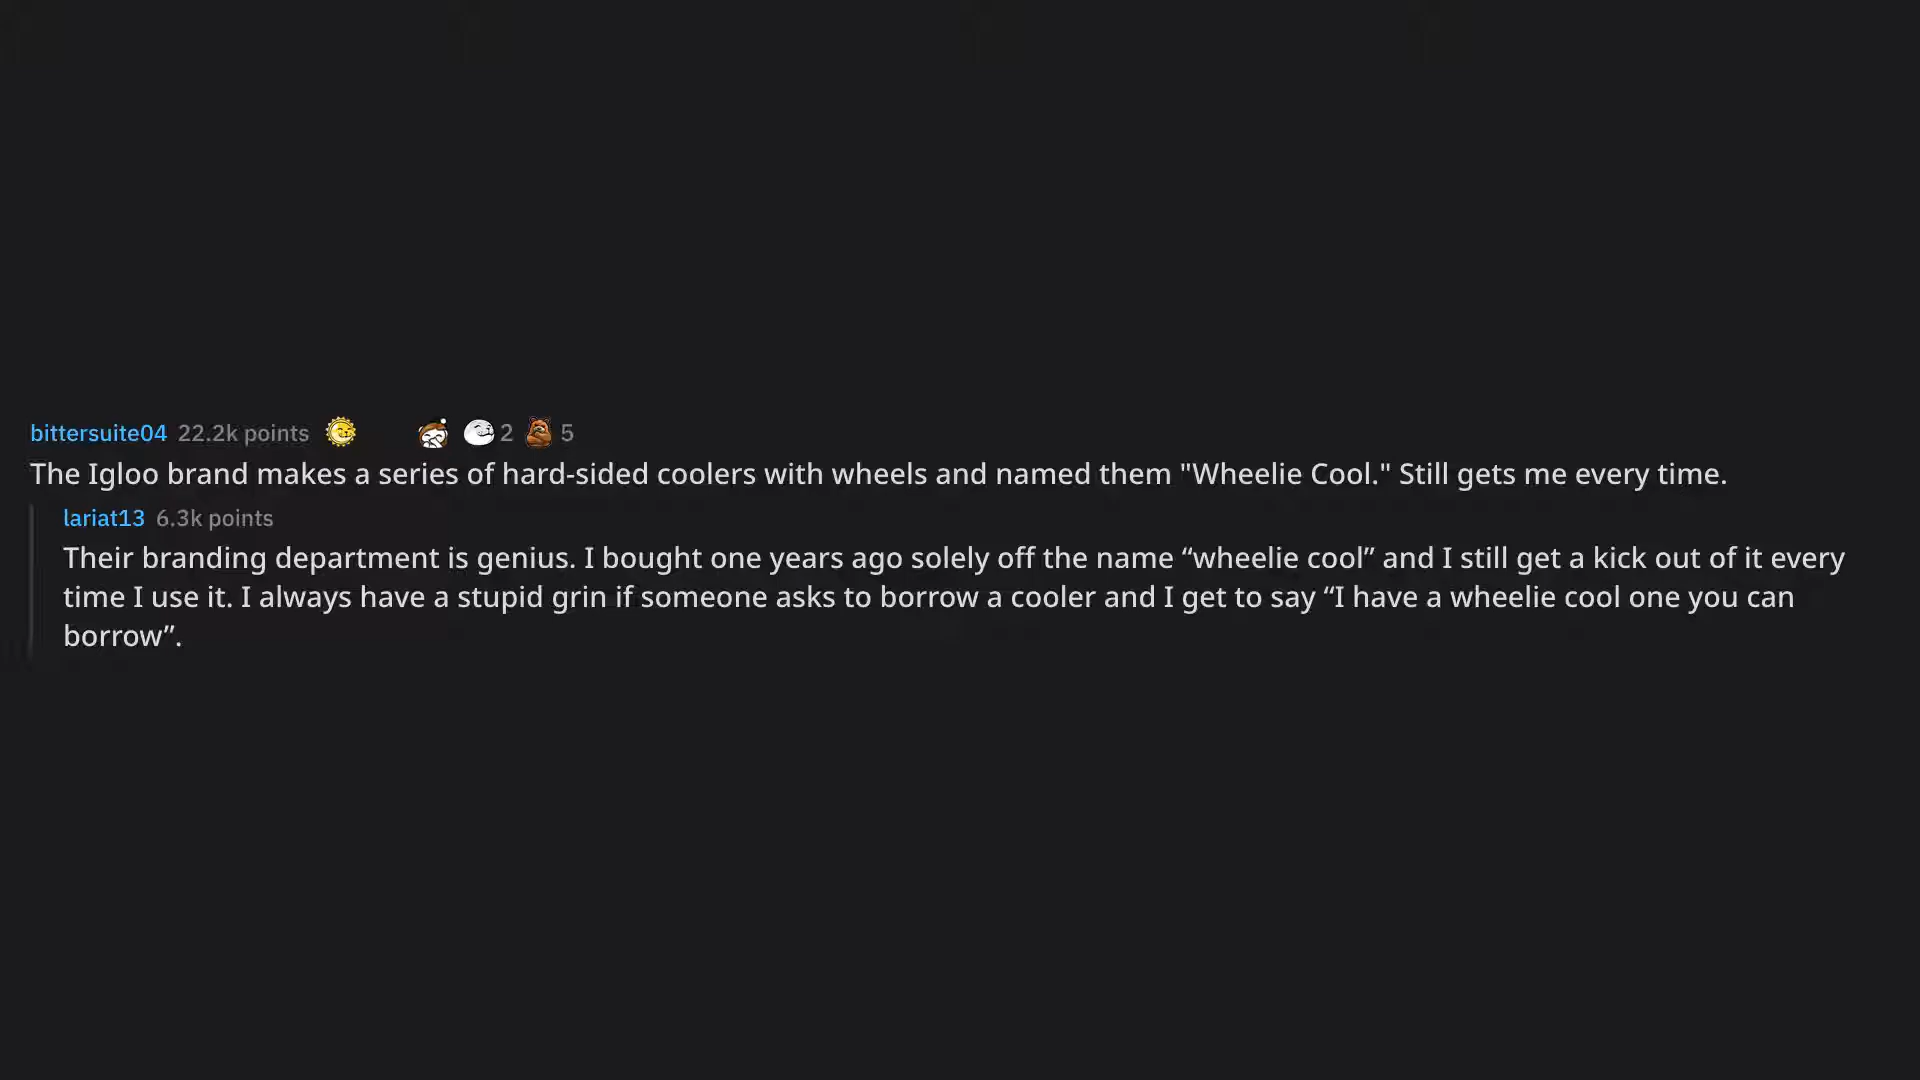 bittersuite04 22.2k points 2 5
The Igloo brand makes a series of hard-sided coolers with wheels and named them "Wheelie Cool." Still gets me every time.
lariat13 6.3k points
Their branding department is genius. I bought one years ago solely off the name “wheelie cool” and I still get a kick out of it every
time I use it. I always have a stupid grin if someone asks to borrow a cooler and I get to say “I have a wheelie cool one you can
borrow”.